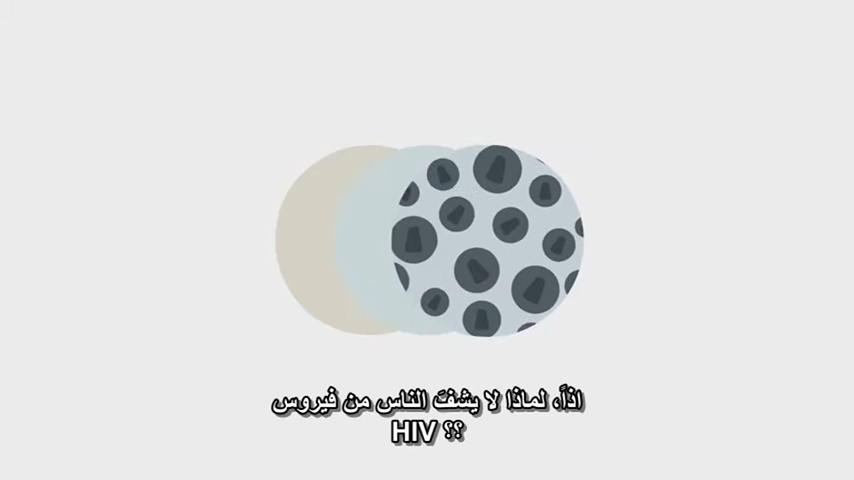 اذاً، لماذا لا يشفَ الناس من فيروس
HIV ؟؟